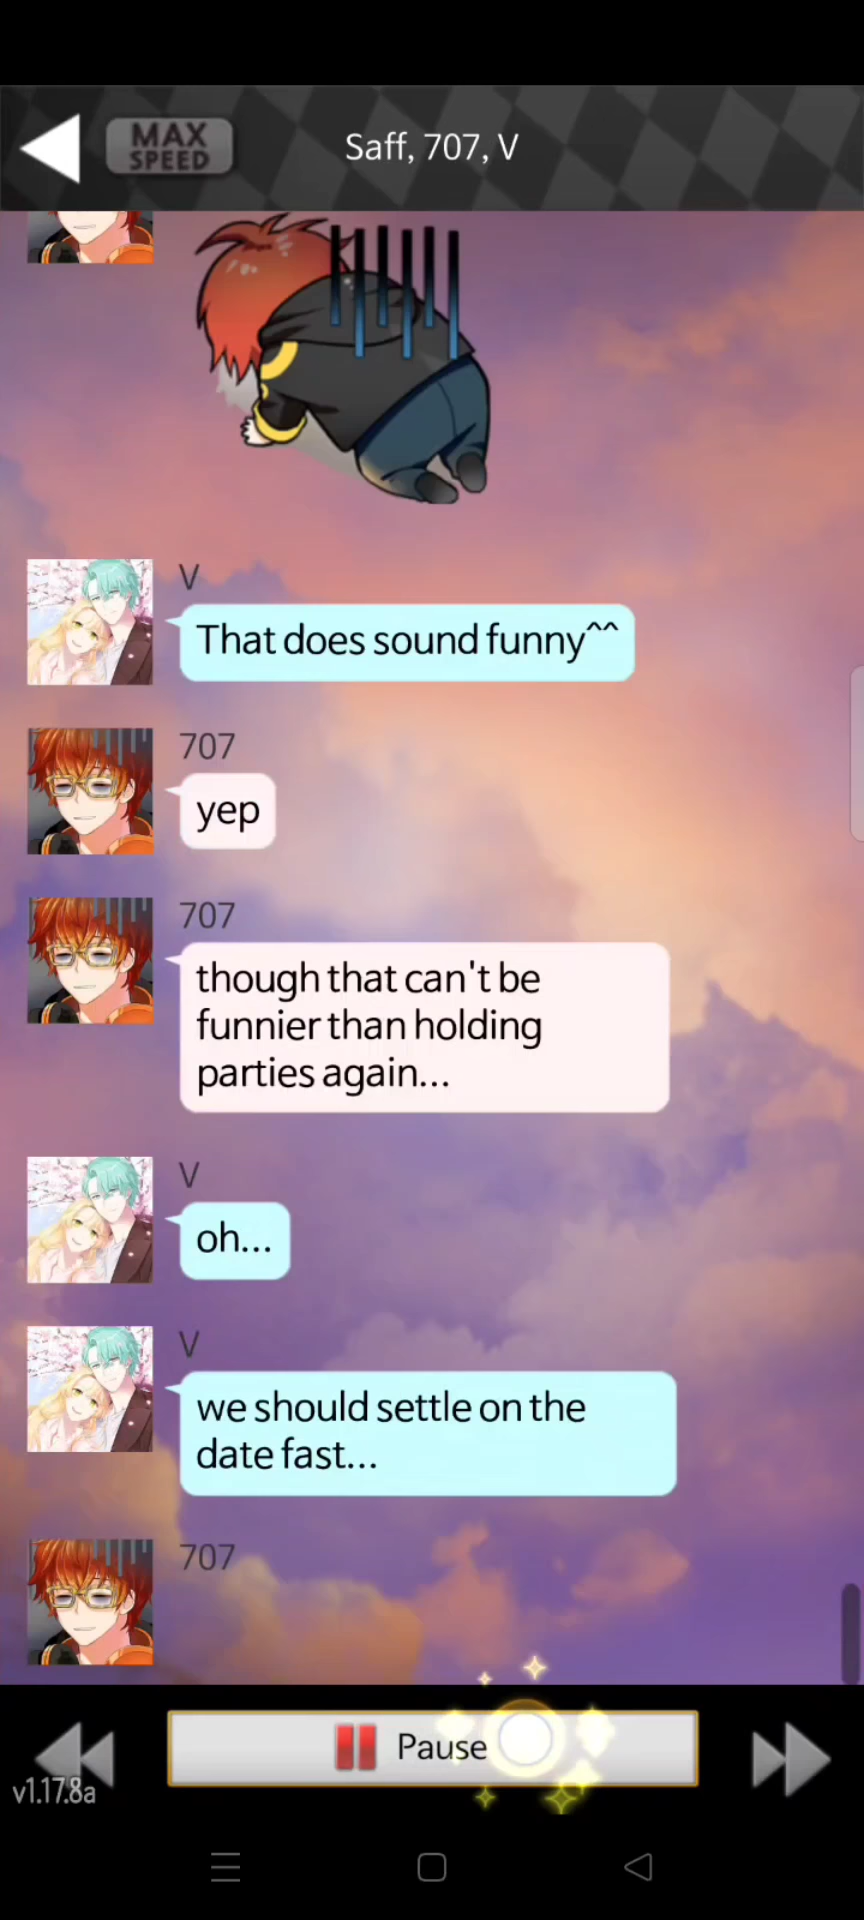 MAX
SPEED
Saff, 707, V
V
That does sound funny^^
707
yep
707
though that can't be
funnier than holding
parties again...
V
oh...
V
we should settle on the
date fast...
707
Pause
v1.17.8a